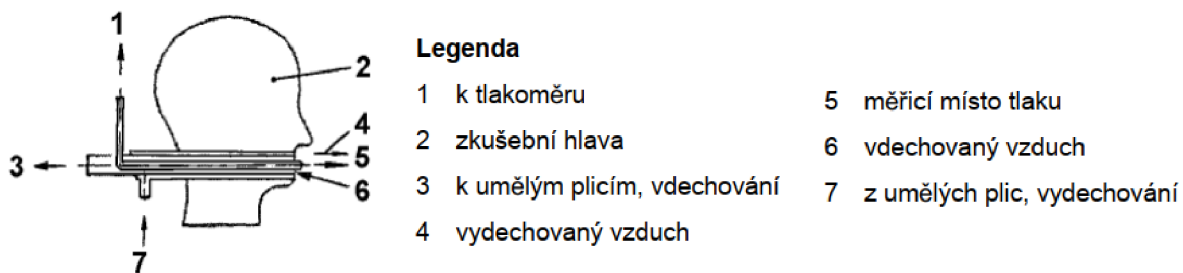 1
2
3
4
5
6
7
Legenda
1 k tlakoměru
2 zkušební hlava
3 k umělým plicím, vdechování
4 vydechovaný vzduch
5 měřicí místo tlaku
6 vdechovaný vzduch
7 z umělých plic, vydechování